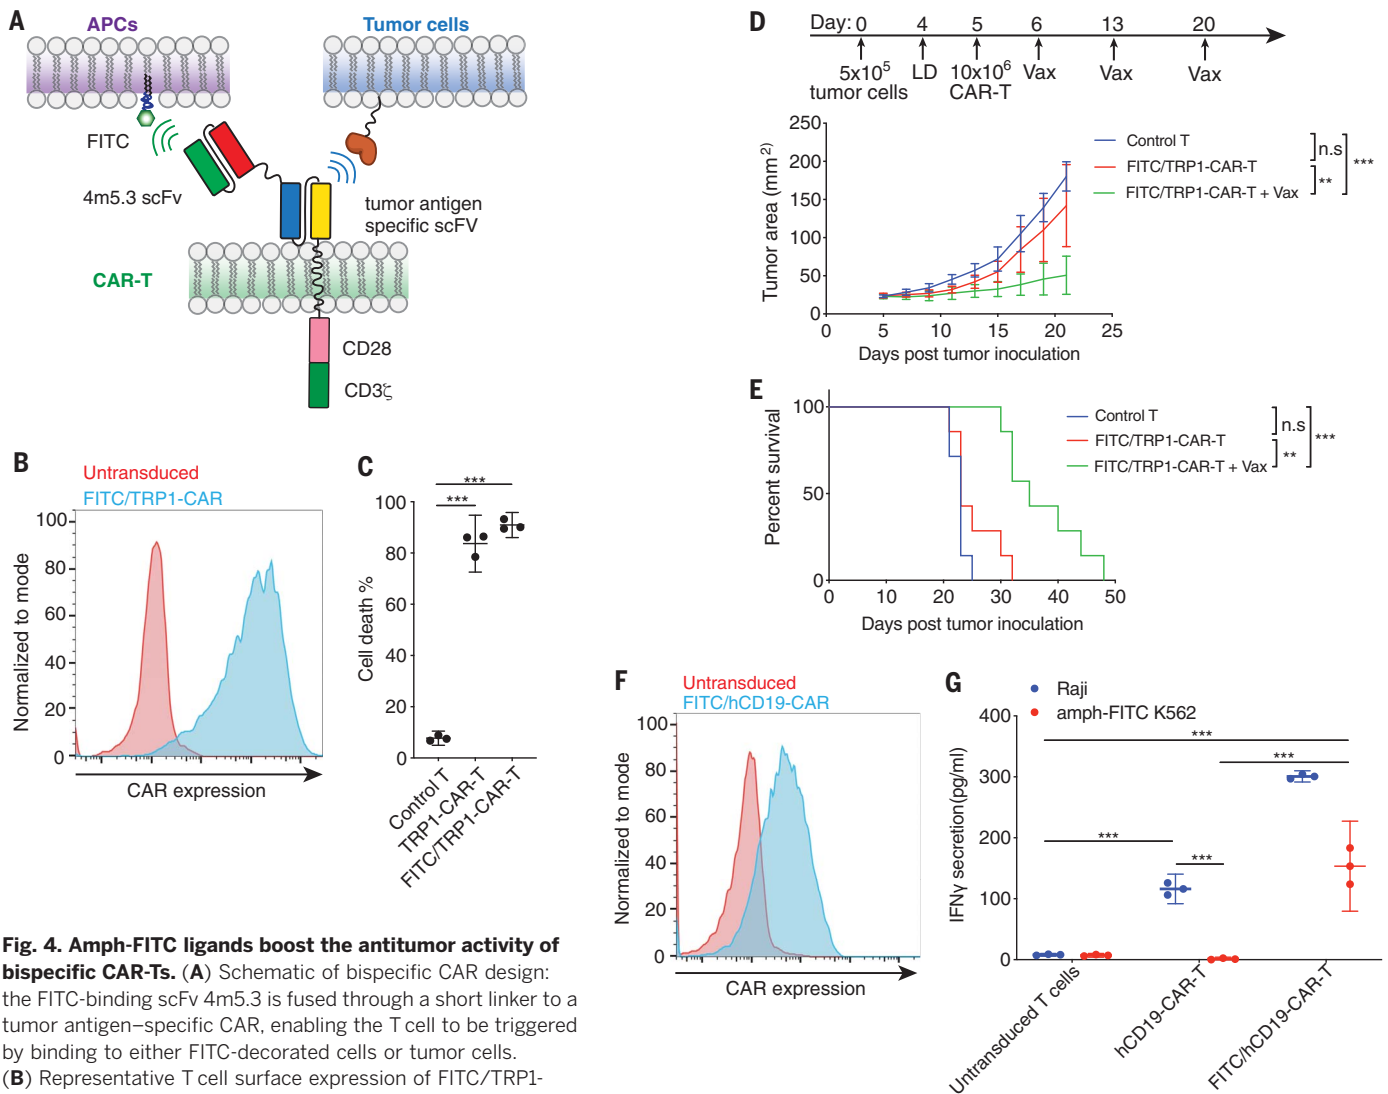 A
APCs
Tumor cells
FITC
4m5.3 scFv
tumor antigen
specific scFV
CAR-T
CD28
CD3ζ
B
Untransduced
FITC/TRP1-CAR
Normalized to mode
100
80
60
40
20
0
CAR expression
C
***
***
Cell death %
100
80
60
40
20
0
Control T
TRP1-CAR-T
FITC/TRP1-CAR-T
D
Day: 0 4 5 6 13 20
5x10⁵
tumor cells
LD
10x10⁶
CAR-T
Vax
Vax
Vax
Tumor area (mm²)
250
200
150
100
50
0
0 5 10 15 20 25
Days post tumor inoculation
Control T
FITC/TRP1-CAR-T
FITC/TRP1-CAR-T + Vax
n.s
**
***
E
Percent survival
100
50
0
0 10 20 30 40 50
Days post tumor inoculation
Control T
FITC/TRP1-CAR-T
FITC/TRP1-CAR-T + Vax
n.s
**
***
F
Untransduced
FITC/hCD19-CAR
Normalized to mode
100
80
60
40
20
0
CAR expression
G
Raji
amph-FITC K562
IFNγ secretion(pg/ml)
400
300
200
100
0
***
***
***
***
Untransduced T cells
hCD19-CAR-T
FITC/hCD19-CAR-T
Fig. 4. Amph-FITC ligands boost the antitumor activity of
bispecific CAR-Ts. (A) Schematic of bispecific CAR design:
the FITC-binding scFv 4m5.3 is fused through a short linker to a
tumor antigen–specific CAR, enabling the T cell to be triggered
by binding to either FITC-decorated cells or tumor cells.
(B) Representative T cell surface expression of FITC/TRP1-